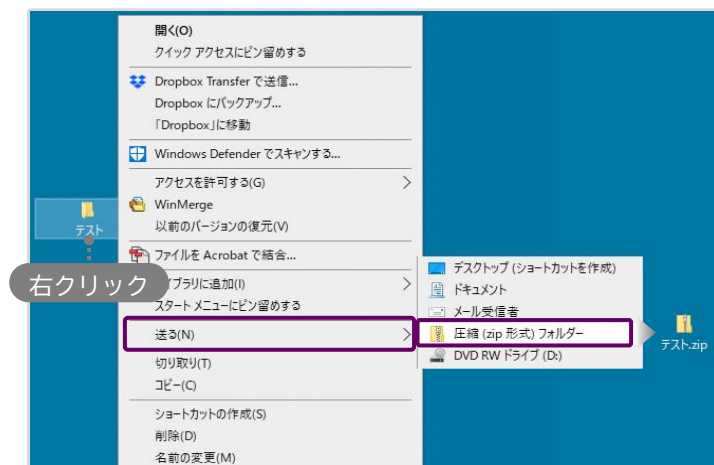 開く(O)
クイック アクセスにピン留めする
Dropbox Transfer で送信...
Dropbox にバックアップ...
「Dropbox」に移動
Windows Defender でスキャンする...
アクセスを許可する(G)
WinMerge
以前のバージョンの復元(V)
ファイルを Acrobat で結合...
イブラリに追加(I)
スタート メニューにピン留めする
送る(N)
切り取り(T)
コピー(C)
ショートカットの作成(S)
削除(D)
名前の変更(M)
テスト
右クリック
デスクトップ (ショートカットを作成)
ドキュメント
メール受信者
圧縮 (zip 形式) フォルダー
DVD RW ドライブ (D:)
テスト.zip